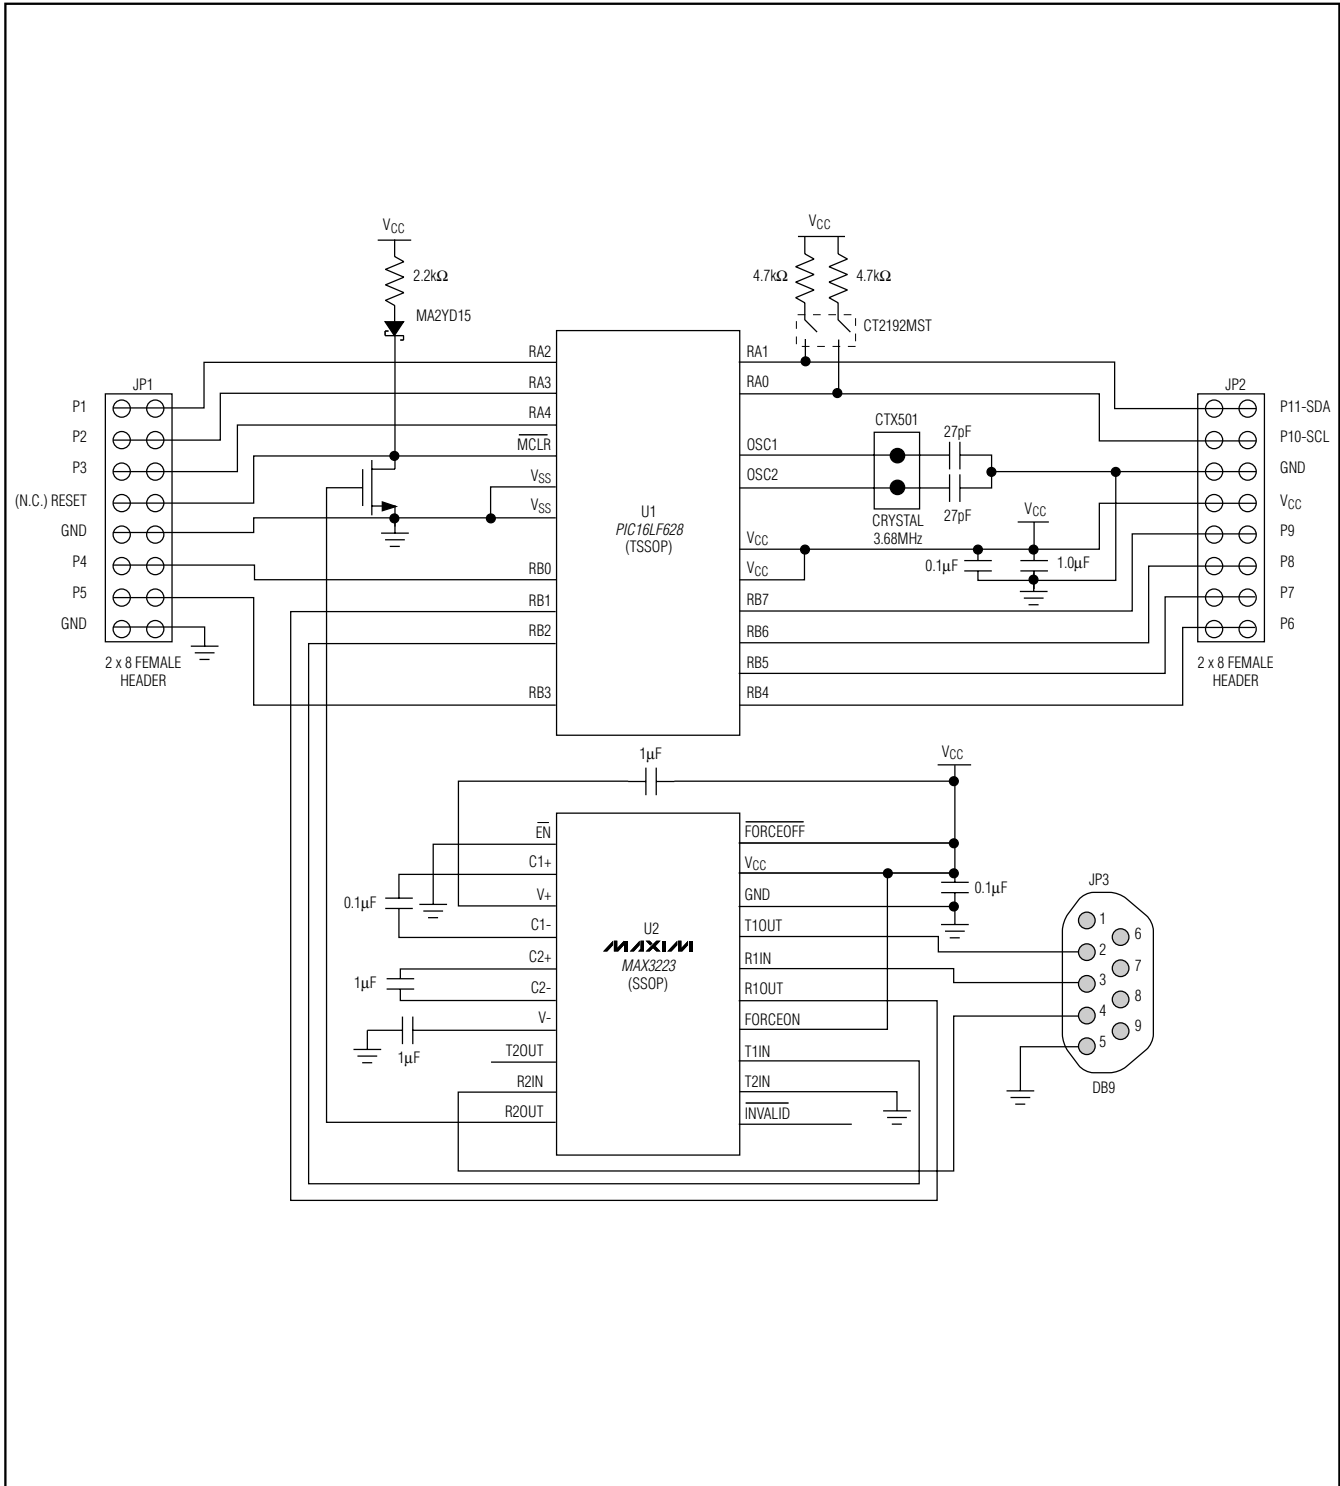 VCC
2.2kΩ
MA2YD15
VCC
4.7kΩ
4.7kΩ
CT2192MST
JP1
P1
P2
P3
(N.C.) RESET
GND
P4
P5
GND
2 x 8 FEMALE
HEADER
RA2
RA3
RA4
MCLR
VSS
VSS
RB0
RB1
RB2
RB3
U1
PIC16LF628
(TSSOP)
RA1
RA0
OSC1
OSC2
VCC
VCC
RB7
RB6
RB5
RB4
CTX501
CRYSTAL
3.68MHz
27pF
27pF
VCC
0.1µF
1.0µF
JP2
P11-SDA
P10-SCL
GND
VCC
P9
P8
P7
P6
2 x 8 FEMALE
HEADER
1µF
VCC
EN
C1+
V+
C1-
C2+
C2-
V-
T2OUT
R2IN
R2OUT
0.1µF
1µF
1µF
U2
MAXIM
MAX3223
(SSOP)
FORCEOFF
VCC
GND
T1OUT
R1IN
R1OUT
FORCEON
T1IN
T2IN
INVALID
0.1µF
JP3
1
6
2
7
3
8
4
9
5
DB9